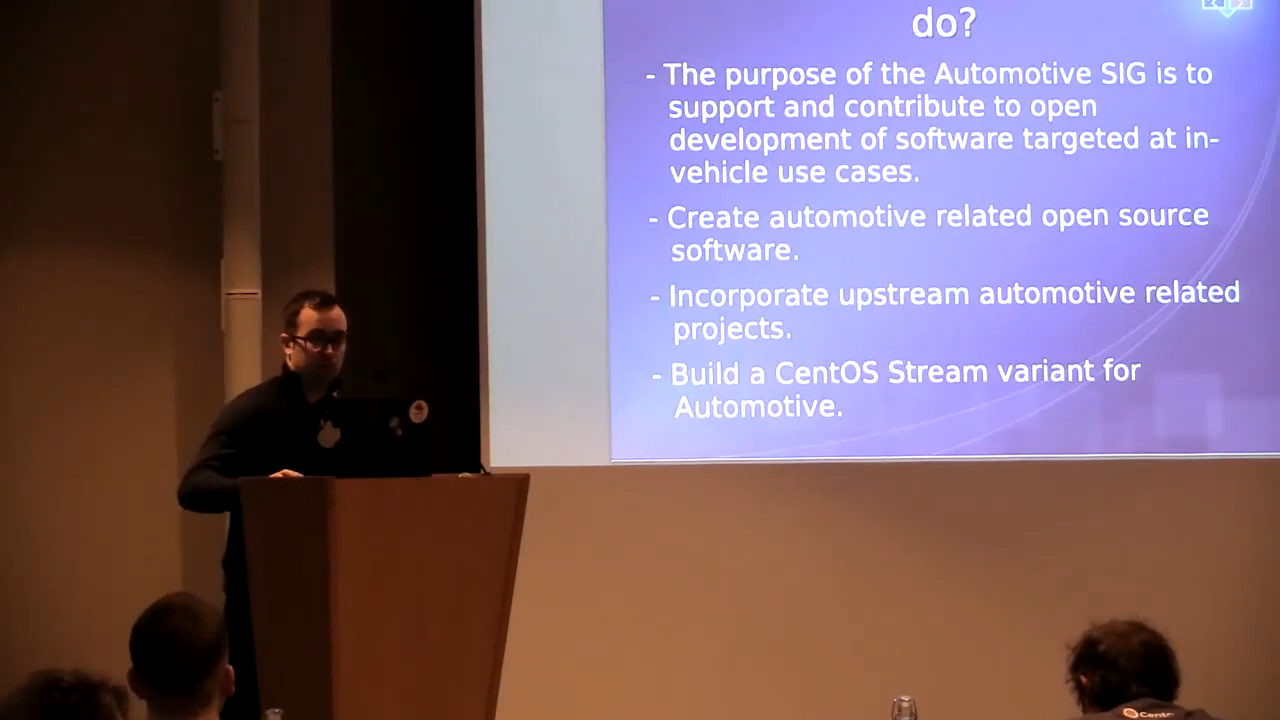 do?
- The purpose of the Automotive SIG is to
support and contribute to open
development of software targeted at in-
vehicle use cases.
- Create automotive related open source
software.
- Incorporate upstream automotive related
projects.
- Build a CentOS Stream variant for
Automotive.